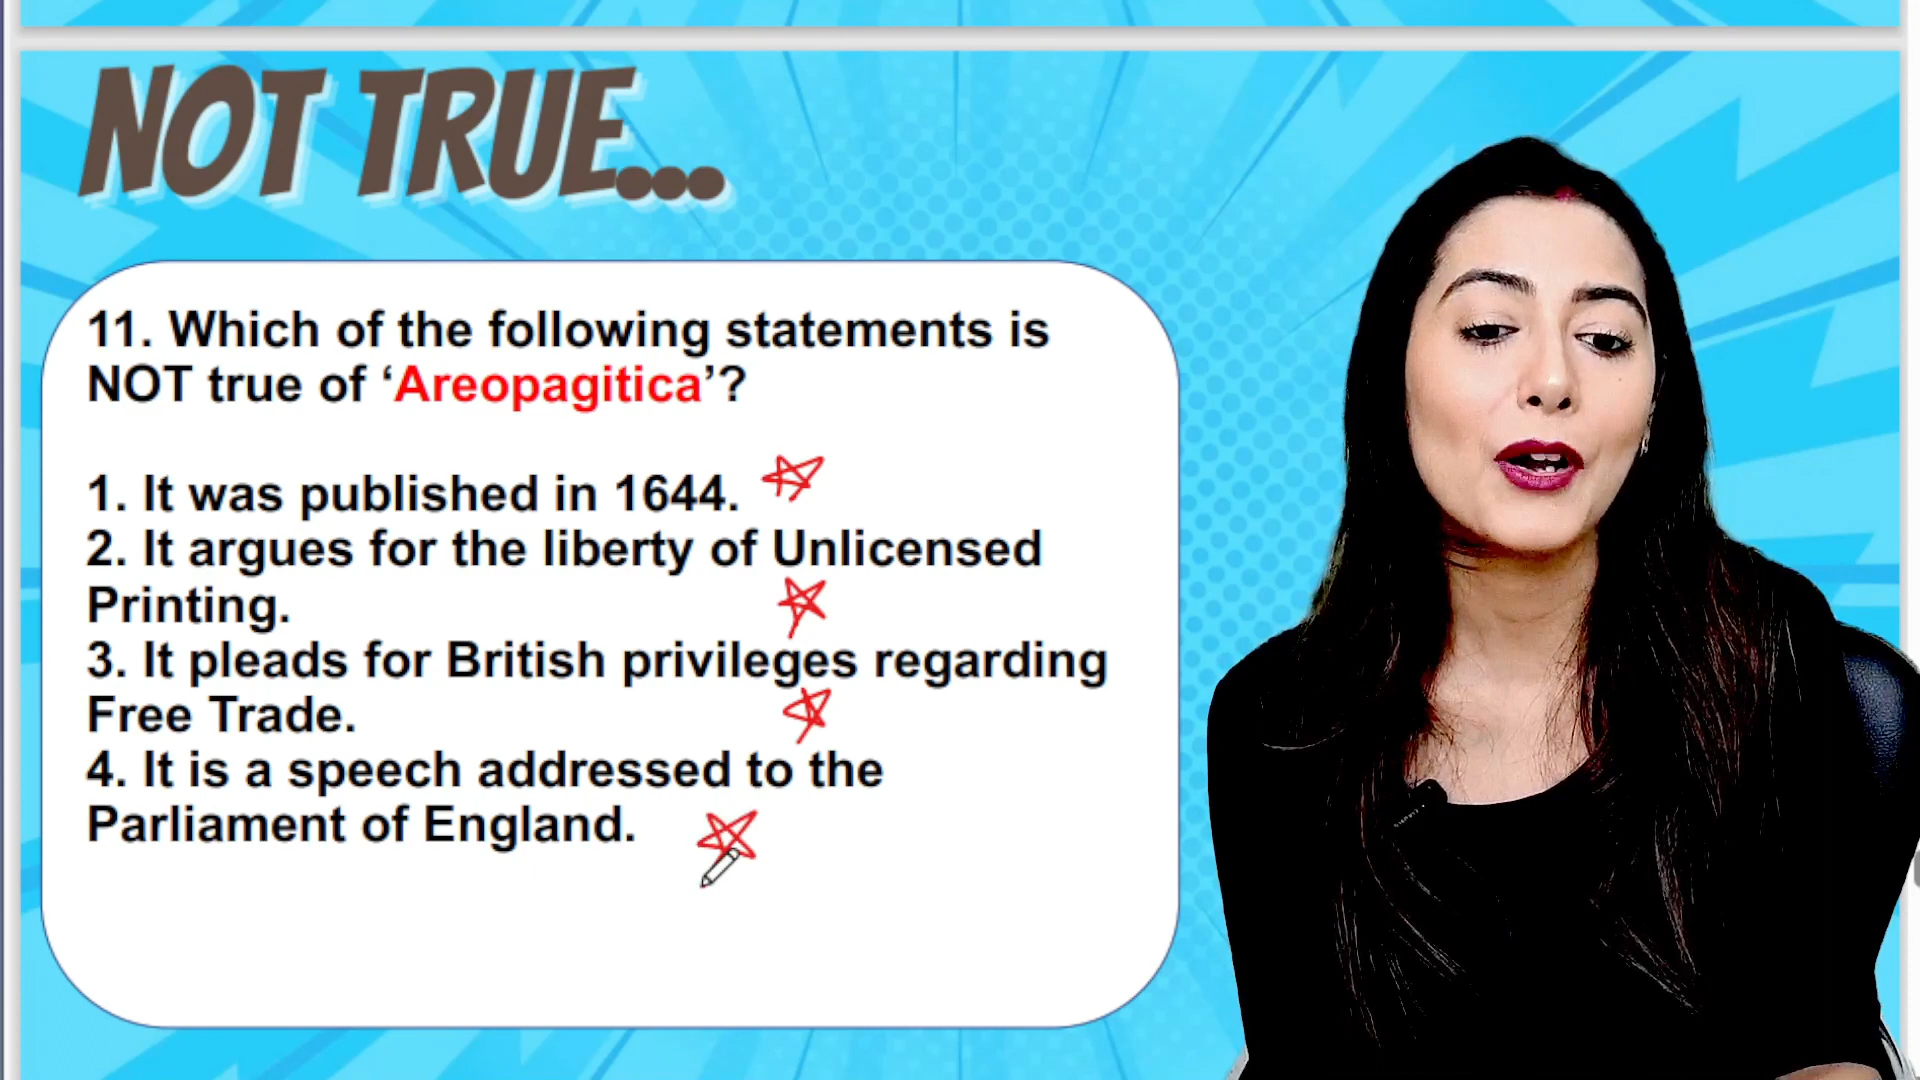 NOT TRUE...
11. Which of the following statements is
NOT true of ‘Areopagitica’?
1. It was published in 1644.
2. It argues for the liberty of Unlicensed
Printing.
3. It pleads for British privileges regarding
Free Trade.
4. It is a speech addressed to the
Parliament of England.